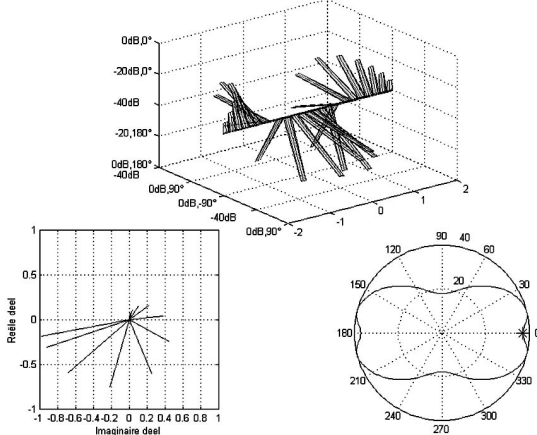 0dB,0°
-20dB,0°
-40dB
-20,180°
0dB,180°
-40dB
0dB,90°
0dB,-90°
-40dB
0dB,90°
-2
-1
0
1
2
1
0.5
0
-0.5
-1
Reële deel
-1 -0.8-0.6-0.4-0.2 0 0.2 0.4 0.6 0.8 1
Imaginaire deel
90
40
120
60
20
150
30
180
0
210
330
240
300
270